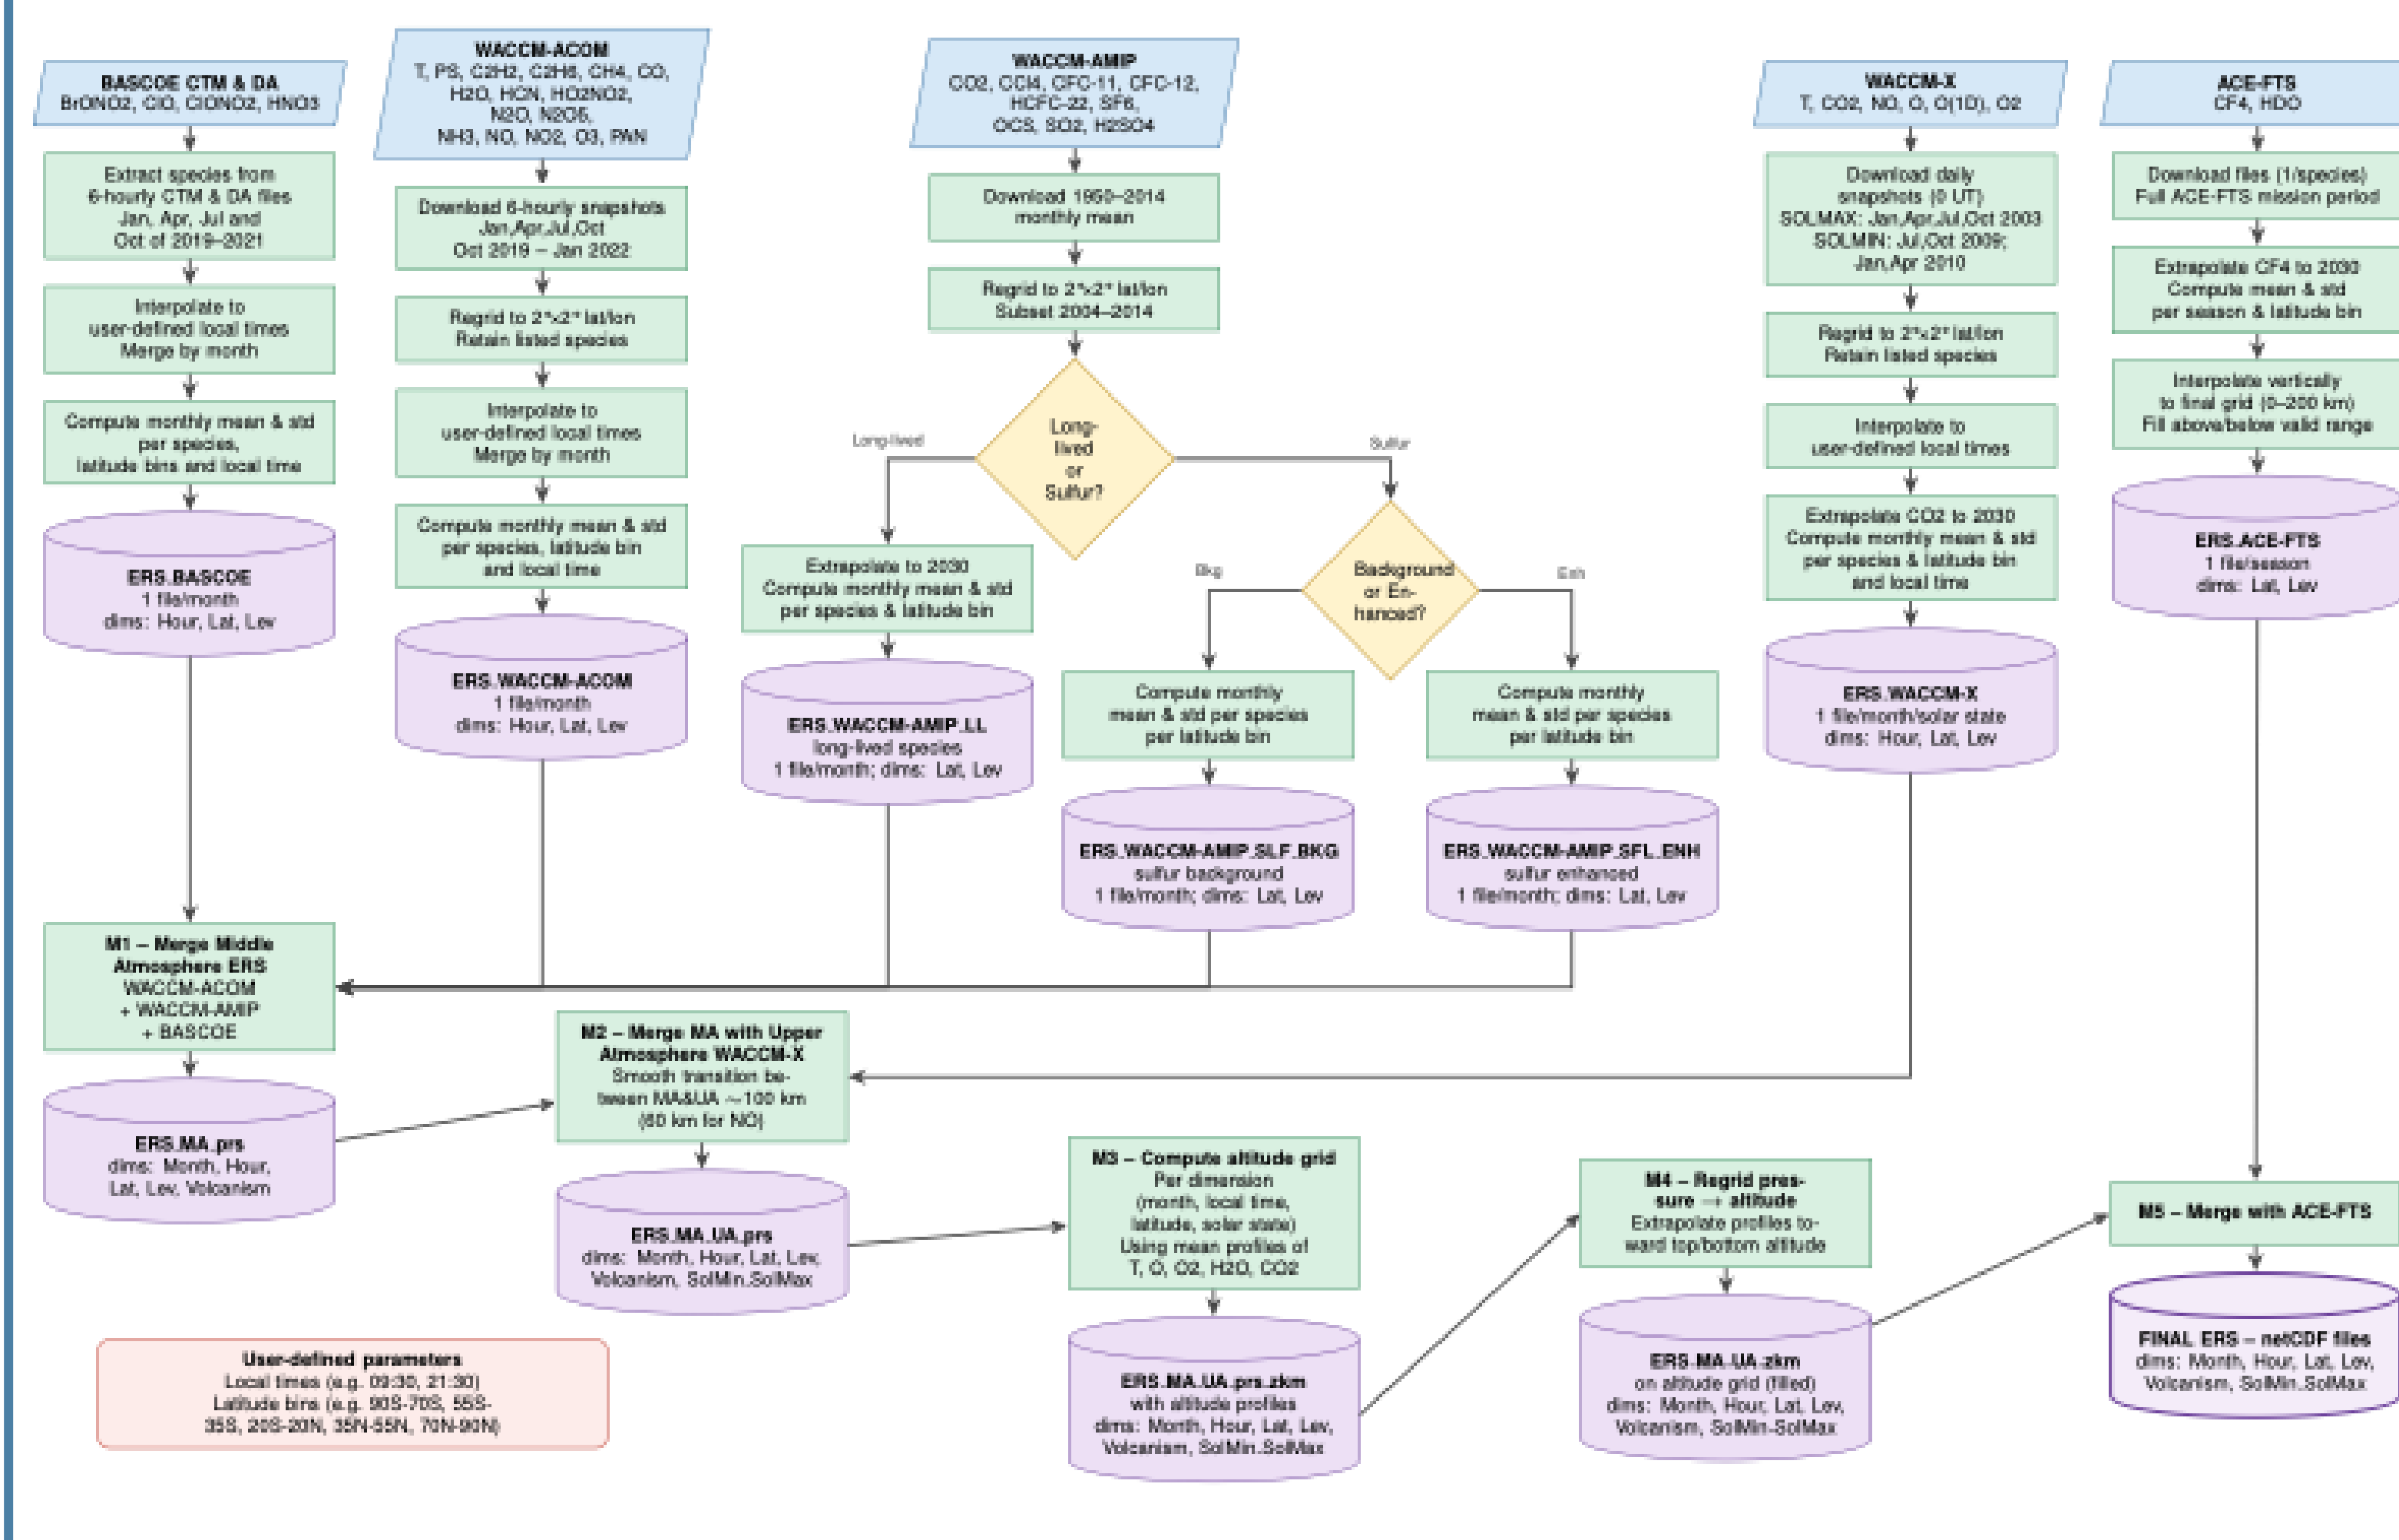 BASCOE CTM & DA
BrONO2, ClO, ClONO2, HNO3
Extract species from
6-hourly CTM & DA files
Jan, Apr, Jul and
Oct of 2019–2021
Interpolate to
user-defined local times
Merge by month
Compute monthly mean & std
per species,
latitude bins and local time
ERS.BASCOE
1 file/month
dims: Hour, Lat, Lev
WACCM-ACOM
T, PS, C2H2, C2H6, CH4, CO,
H2O, HCN, HO2NO2,
N2O, N2O5,
NH3, NO, NO2, O3, PAN
Download 6-hourly snapshots
Jan,Apr,Jul,Oct
Oct 2019 – Jan 2022
Regrid to 2°x2° lat/lon
Retain listed species
Interpolate to
user-defined local times
Merge by month
Compute monthly mean & std
per species, latitude bin
and local time
ERS.WACCM-ACOM
1 file/month
dims: Hour, Lat, Lev
WACCM-AMIP
CO2, CCl4, CFC-11, CFC-12,
HCFC-22, SF6,
OCS, SO2, H2SO4
Download 1950–2014
monthly mean
Regrid to 2°x2° lat/lon
Subset 2004–2014
Long-
lived
or
Sulfur?
Long-lived
Sulfur
Extrapolate to 2030
Compute monthly mean & std
per species & latitude bin
ERS.WACCM-AMIP.LL
long-lived species
1 file/month; dims: Lat, Lev
Background
or En-
hanced?
Bkg
Enh
Compute monthly
mean & std per species
per latitude bin
ERS.WACCM-AMIP.SLF.BKG
sulfur background
1 file/month; dims: Lat, Lev
Compute monthly
mean & std per species
per latitude bin
ERS.WACCM-AMIP.SFL.ENH
sulfur enhanced
1 file/month; dims: Lat, Lev
WACCM-X
T, CO2, NO, O, O(1D), O2
Download daily
snapshots (0 UT)
SOLMAX: Jan,Apr,Jul,Oct 2003
SOLMIN: Jul,Oct 2009;
Jan,Apr 2010
Regrid to 2°x2° lat/lon
Retain listed species
Interpolate to
user-defined local times
Extrapolate CO2 to 2030
Compute monthly mean & std
per species & latitude bin
and local time
ERS.WACCM-X
1 file/month/solar state
dims: Hour, Lat, Lev
ACE-FTS
CF4, HDO
Download files (1/species)
Full ACE-FTS mission period
Extrapolate CF4 to 2030
Compute mean & std
per season & latitude bin
Interpolate vertically
to final grid (0–200 km)
Fill above/below valid range
ERS.ACE-FTS
1 file/season
dims: Lat, Lev
M1 – Merge Middle
Atmosphere ERS
WACCM-ACOM
+ WACCM-AMIP
+ BASCOE
ERS.MA.prs
dims: Month, Hour,
Lat, Lev, Volcanism
M2 – Merge MA with Upper
Atmosphere WACCM-X
Smooth transition be-
tween MA&UA ~100 km
(60 km for NO)
ERS.MA.UA.prs
dims: Month, Hour, Lat, Lev,
Volcanism, SolMin.SolMax
M3 – Compute altitude grid
Per dimension
(month, local time,
latitude, solar state)
Using mean profiles of
T, O, O2, H2O, CO2
ERS.MA.UA.prs.zkm
with altitude profiles
dims: Month, Hour, Lat, Lev,
Volcanism, SolMin.SolMax
M4 – Regrid pres-
sure → altitude
Extrapolate profiles to-
ward top/bottom altitude
ERS.MA.UA.zkm
on altitude grid (filled)
dims: Month, Hour, Lat, Lev,
Volcanism, SolMin-SolMax
M5 – Merge with ACE-FTS
FINAL ERS – netCDF files
dims: Month, Hour, Lat, Lev,
Volcanism, SolMin.SolMax
User-defined parameters
Local times (e.g. 09:30, 21:30)
Latitude bins (e.g. 90S-70S, 55S-
35S, 20S-20N, 35N-55N, 70N-90N)